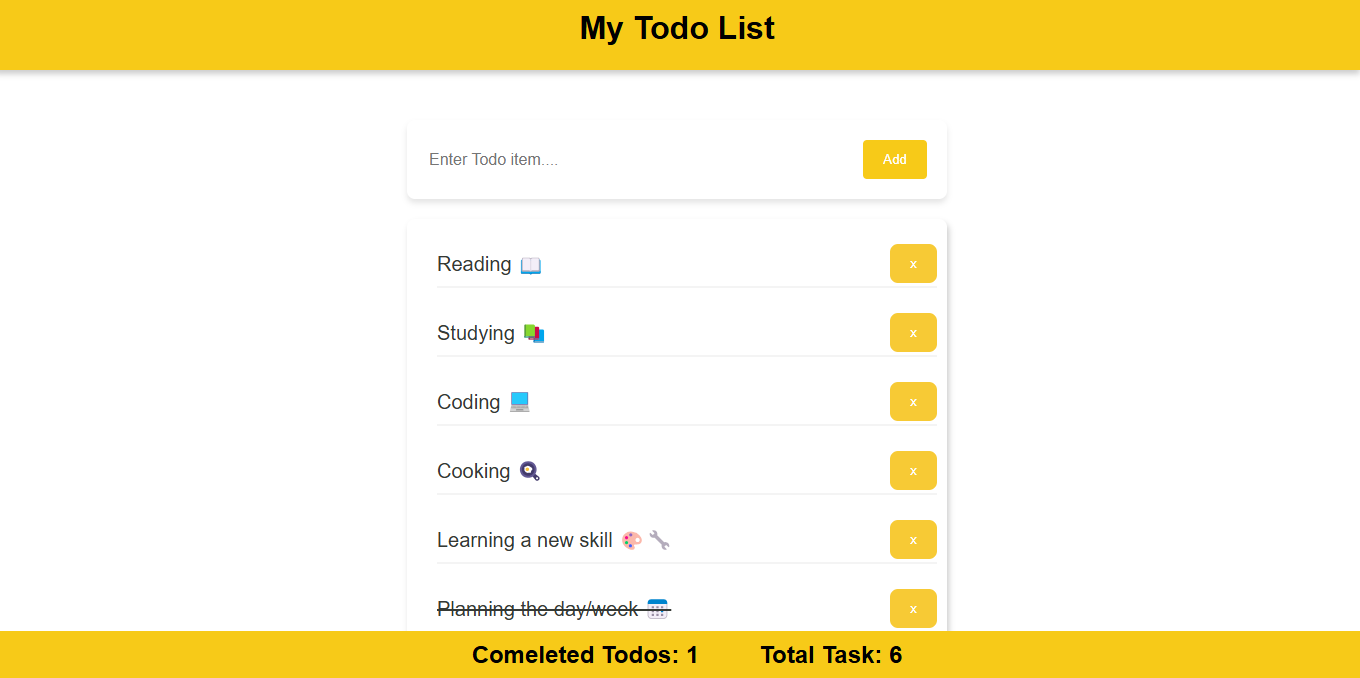 My Todo List
Enter Todo item....
Add
Reading 📖 x
Studying 📚 x
Coding 💻 x
Cooking 🍳 x
Learning a new skill 🎨 🔧 x
Planning the day/week 📅 x
Comeleted Todos: 1 Total Task: 6